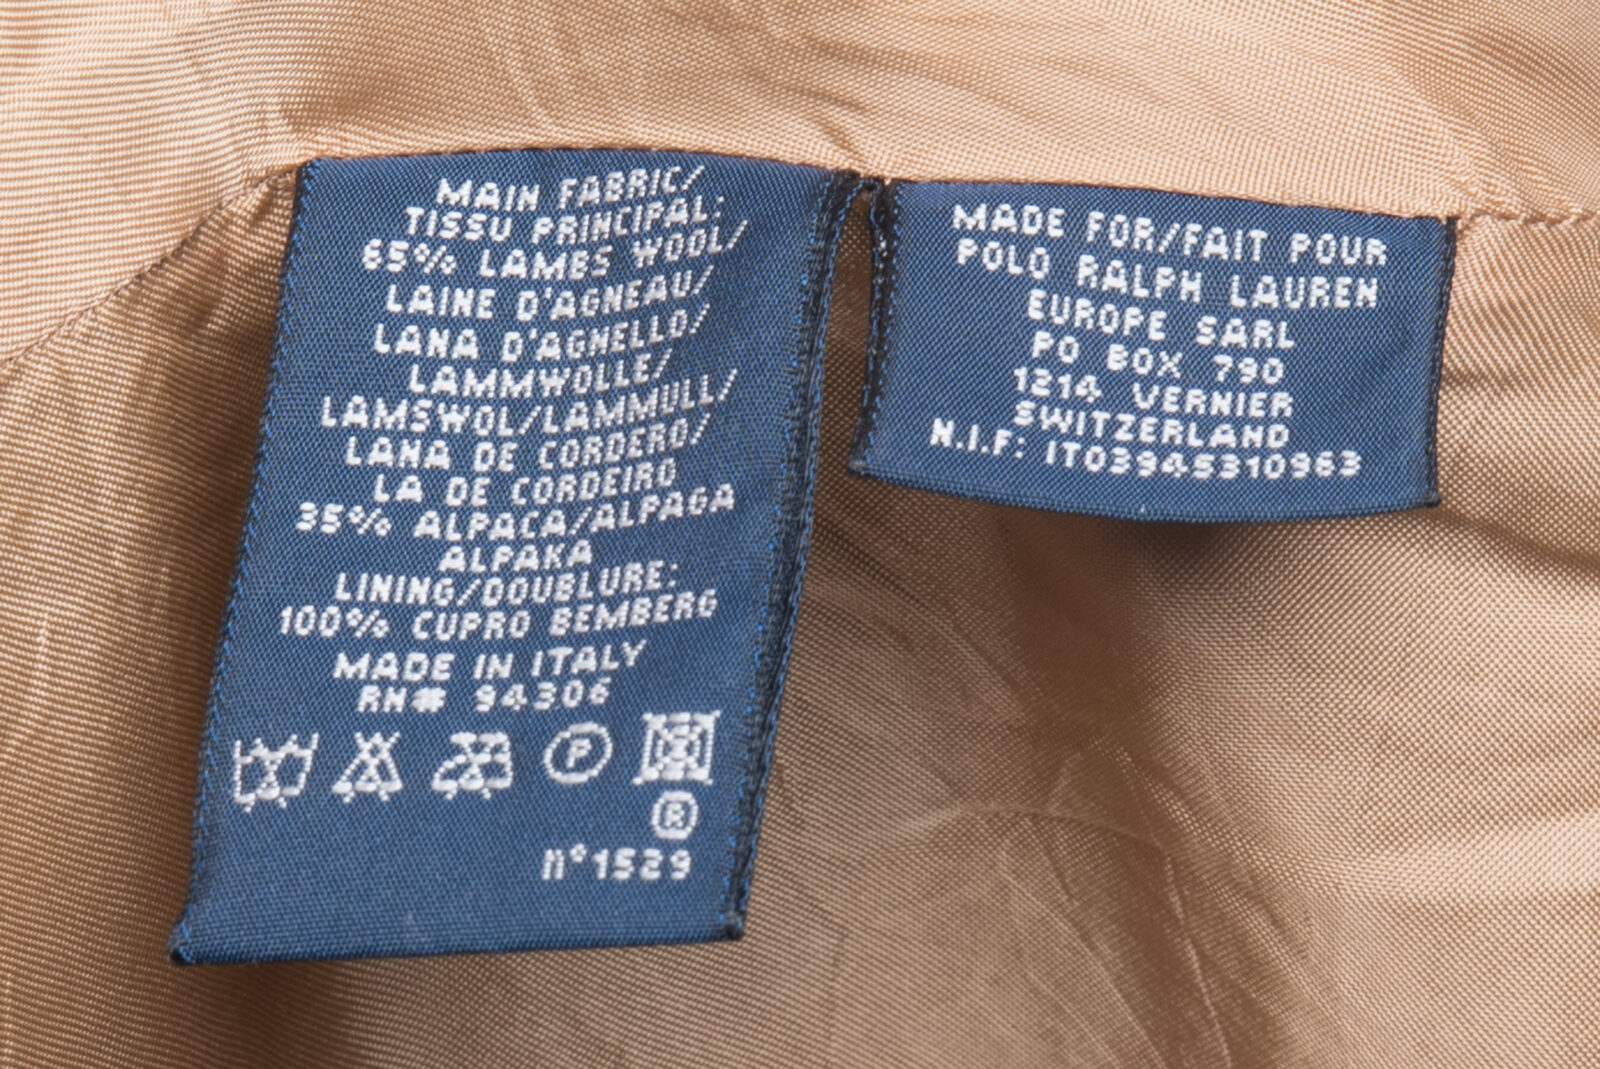 MAIN FABRIC/
TISSU PRINCIPAL:
65% LAMBS WOOL/
LAINE D'AGNEAU/
LANA D'AGNELLO/
LAMMWOLLE/
LAMSWOL/LAMMULL/
LANA DE CORDERO/
LA DE CORDEIRO
35% ALPACA/ALPAGA
ALPAKA
LINING/DOUBLURE:
100% CUPRO BEMBERG
MADE IN ITALY
RN# 94306
P
®
n°1529
MADE FOR/FAIT POUR
POLO RALPH LAUREN
EUROPE SARL
PO BOX 790
1214 VERNIER
SWITZERLAND
N.I.F: IT03945310963